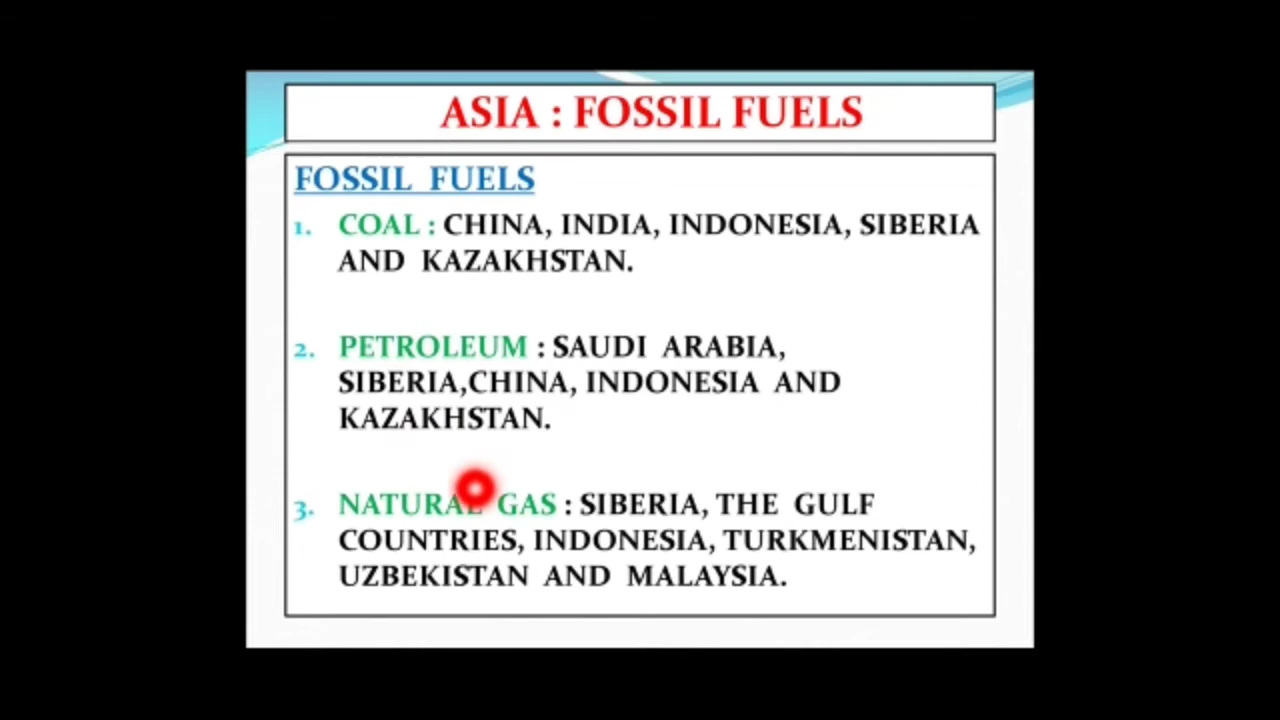 ASIA : FOSSIL FUELS
FOSSIL FUELS
1. COAL : CHINA, INDIA, INDONESIA, SIBERIA
AND KAZAKHSTAN.
2. PETROLEUM : SAUDI ARABIA,
SIBERIA,CHINA, INDONESIA AND
KAZAKHSTAN.
3. NATURAL GAS : SIBERIA, THE GULF
COUNTRIES, INDONESIA, TURKMENISTAN,
UZBEKISTAN AND MALAYSIA.